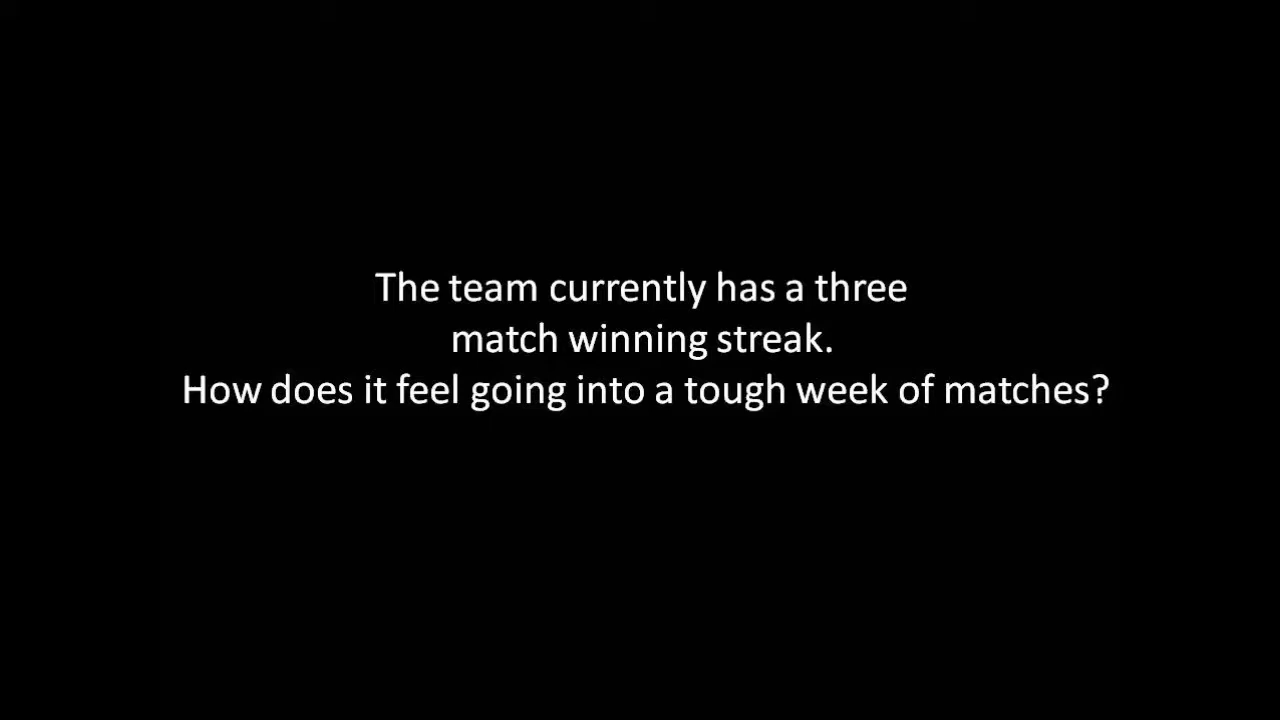 The team currently has a three
match winning streak.
How does it feel going into a tough week of matches?